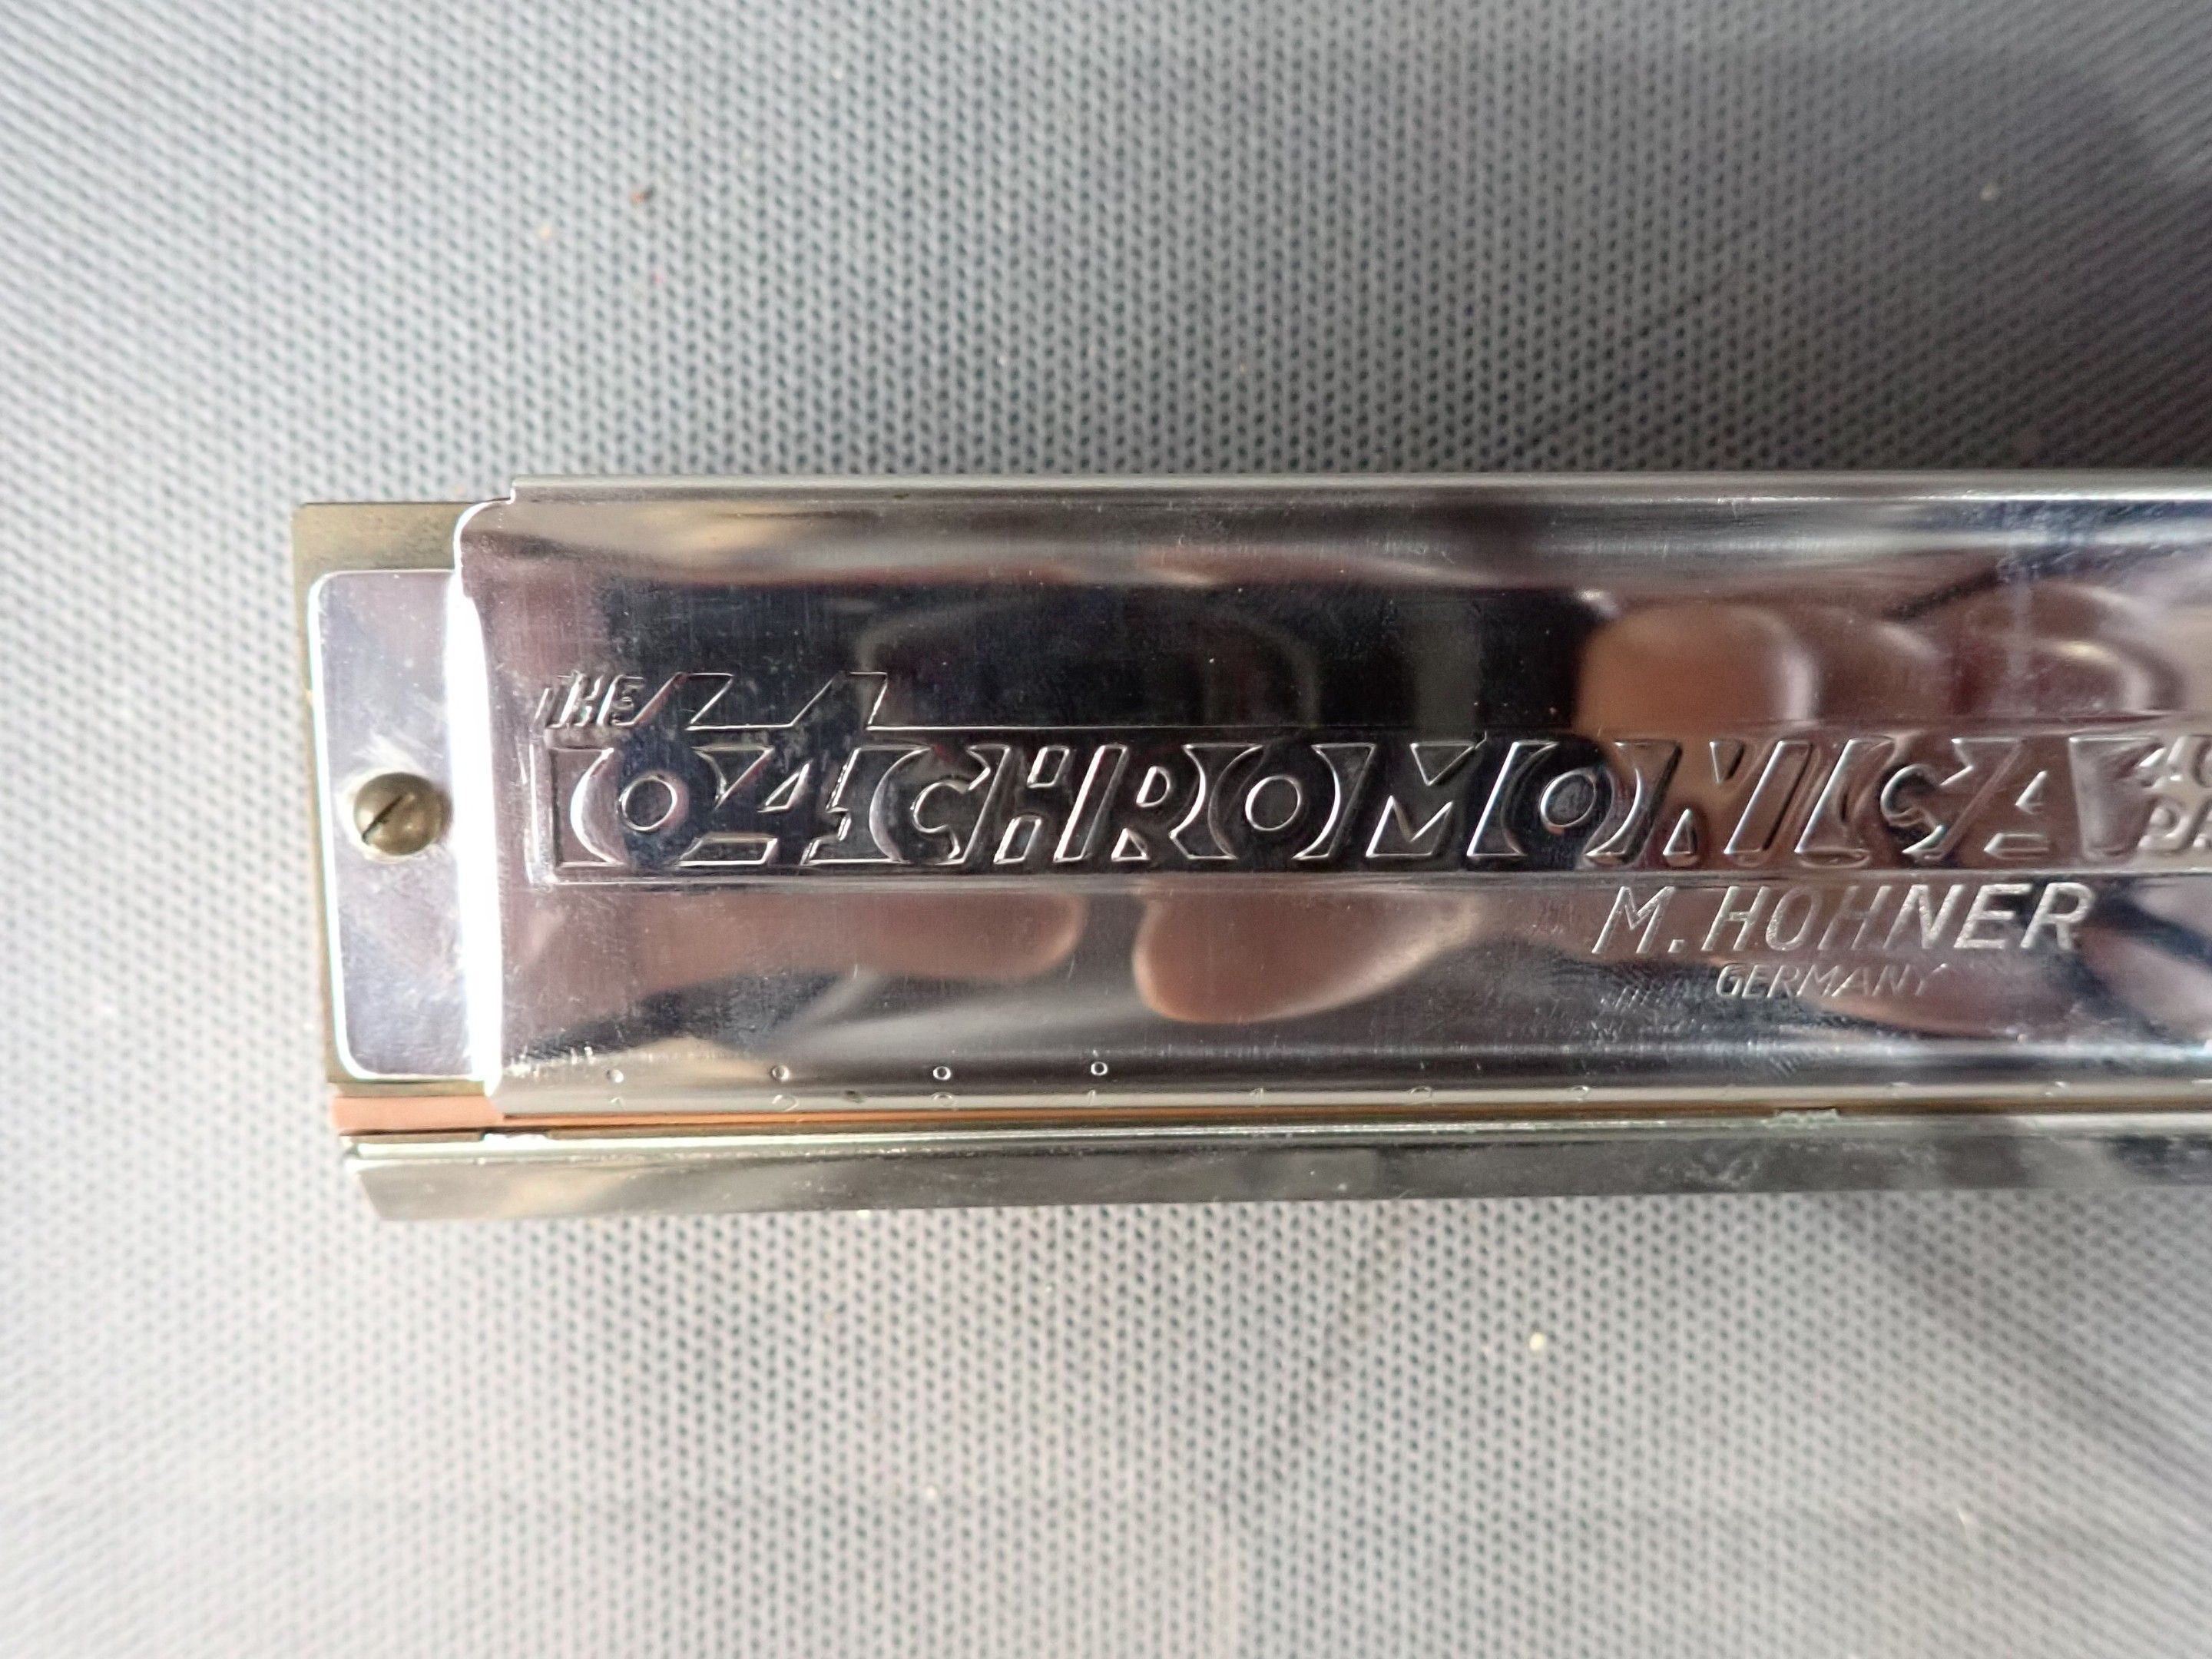 THE
64 CHROMONICA
M. HOHNER
GERMANY